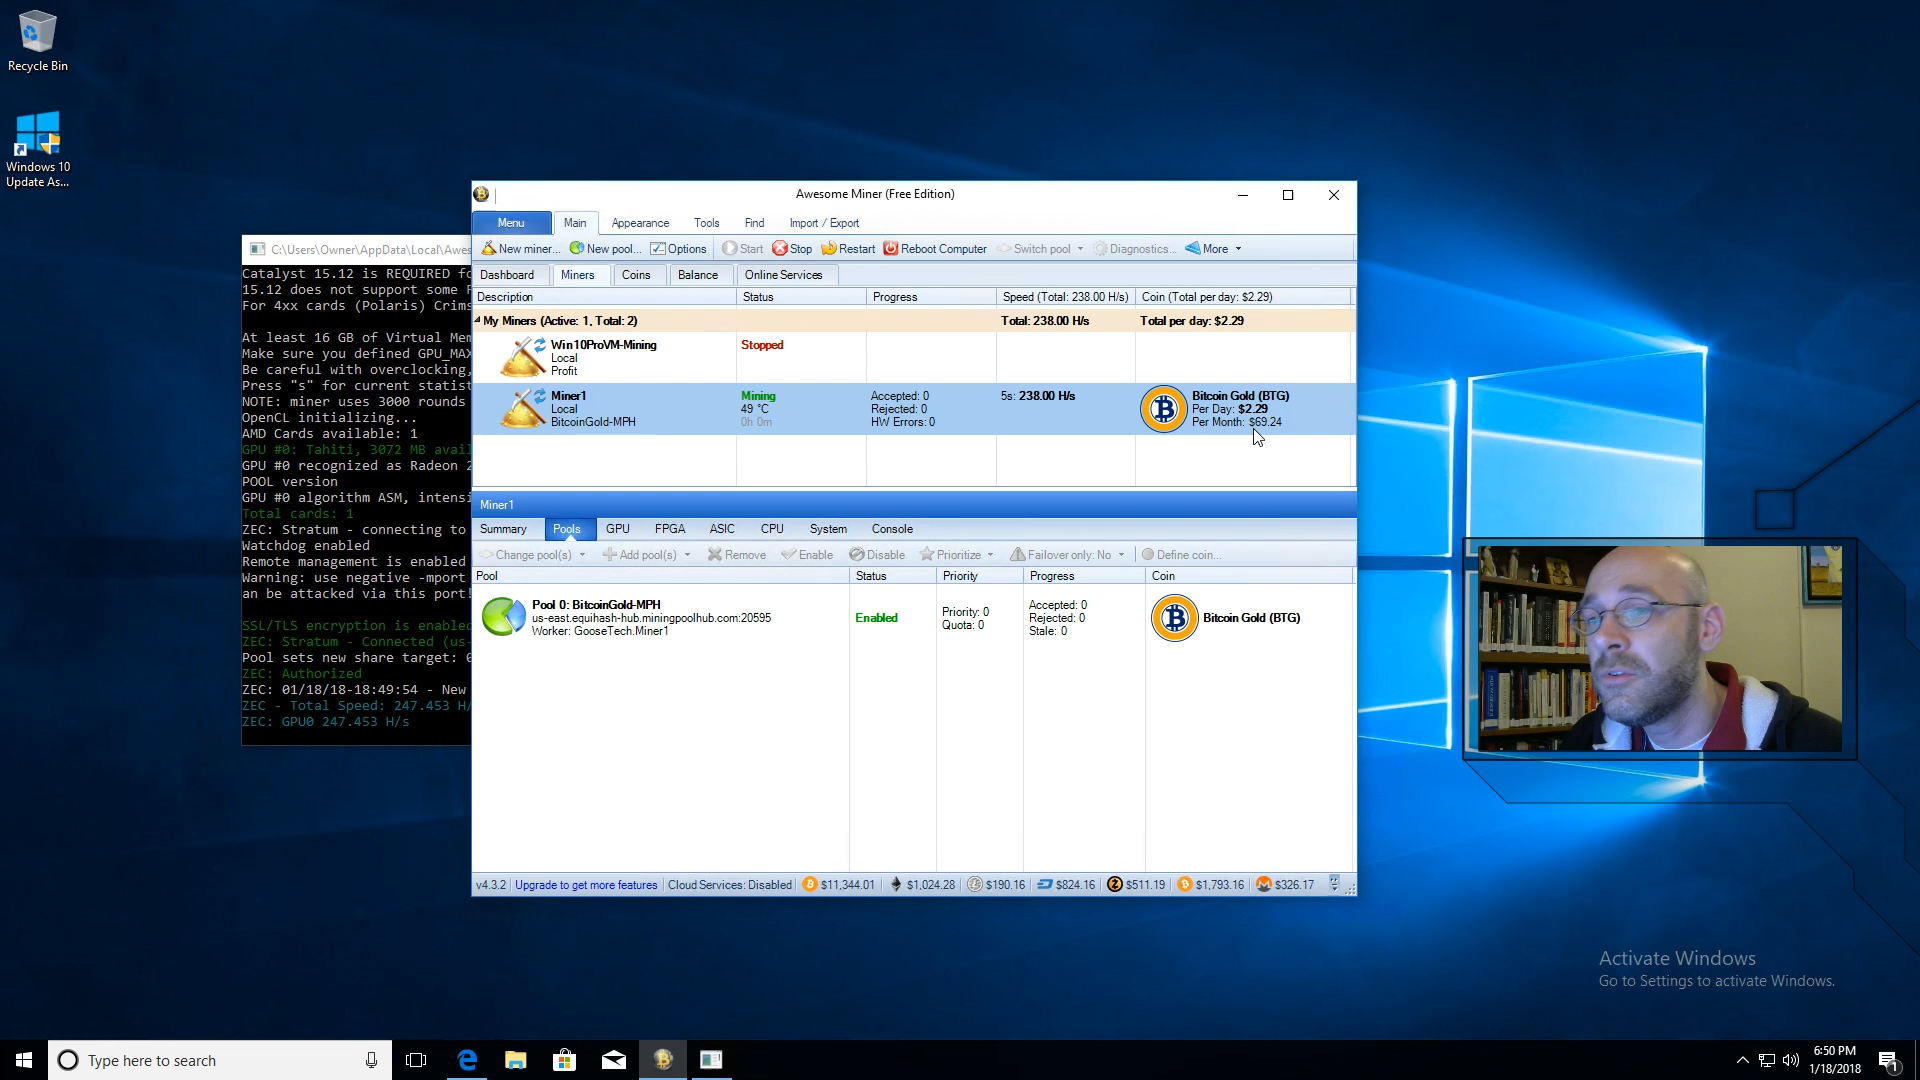 Recycle Bin
Windows 10
Update As...
C:\Users\Owner\AppData\Local\Awes
Catalyst 15.12 is REQUIRED fo
15.12 does not support some
For 4xx cards (Polaris) Crims
At least 16 GB of Virtual Mem
Make sure you defined GPU_MAX
Be careful with overclocking,
Press "s" for current statist
NOTE: miner uses 3000 rounds
OpenCL initializing...
AMD Cards available: 1
GPU #0: Tahiti, 3072 MB avail
GPU #0 recognized as Radeon 2
POOL version
GPU #0 algorithm ASM, intensi
Total cards: 1
ZEC: Stratum - connecting to
Watchdog enabled
Remote management is enabled
Warning: use negative -mport
an be attacked via this port!
SSL/TLS encryption is enable
ZEC: Stratum - Connected (us-
Pool sets new share target: 0
ZEC: Authorized
ZEC: 01/18/18-18:49:54 - New
ZEC - Total Speed: 247.453 H/
ZEC: GPU0 247.453 H/s
Awesome Miner (Free Edition)
Menu Main Appearance Tools Find Import / Export
New miner... New pool... Options Start Stop Restart Reboot Computer Switch pool Diagnostics... More
Dashboard Miners Coins Balance Online Services
Description Status Progress Speed (Total: 238.00 H/s) Coin (Total per day: $2.29)
My Miners (Active: 1, Total: 2) Total: 238.00 H/s Total per day: $2.29
Win10ProVM-Mining Stopped
Local
Profit
Miner1 Mining Accepted: 0 5s: 238.00 H/s Bitcoin Gold (BTG)
Local 49 °C Rejected: 0 Per Day: $2.29
BitcoinGold-MPH 0h 0m HW Errors: 0 Per Month: $69.24
Miner1
Summary Pools GPU FPGA ASIC CPU System Console
Change pool(s) Add pool(s) Remove Enable Disable Prioritize Failover only: No Define coin...
Pool Status Priority Progress Coin
Pool 0: BitcoinGold-MPH Enabled Priority: 0 Accepted: 0 Bitcoin Gold (BTG)
us-east.equihash-hub.miningpoolhub.com:20595 Quota: 0 Rejected: 0
Worker: GooseTech.Miner1 Stale: 0
v4.3.2 Upgrade to get more features Cloud Services: Disabled $11,344.01 $1,024.28 $190.16 $824.16 $511.19 $1,793.16 $326.17
Activate Windows
Go to Settings to activate Windows.
Type here to search
6:50 PM
1/18/2018
1